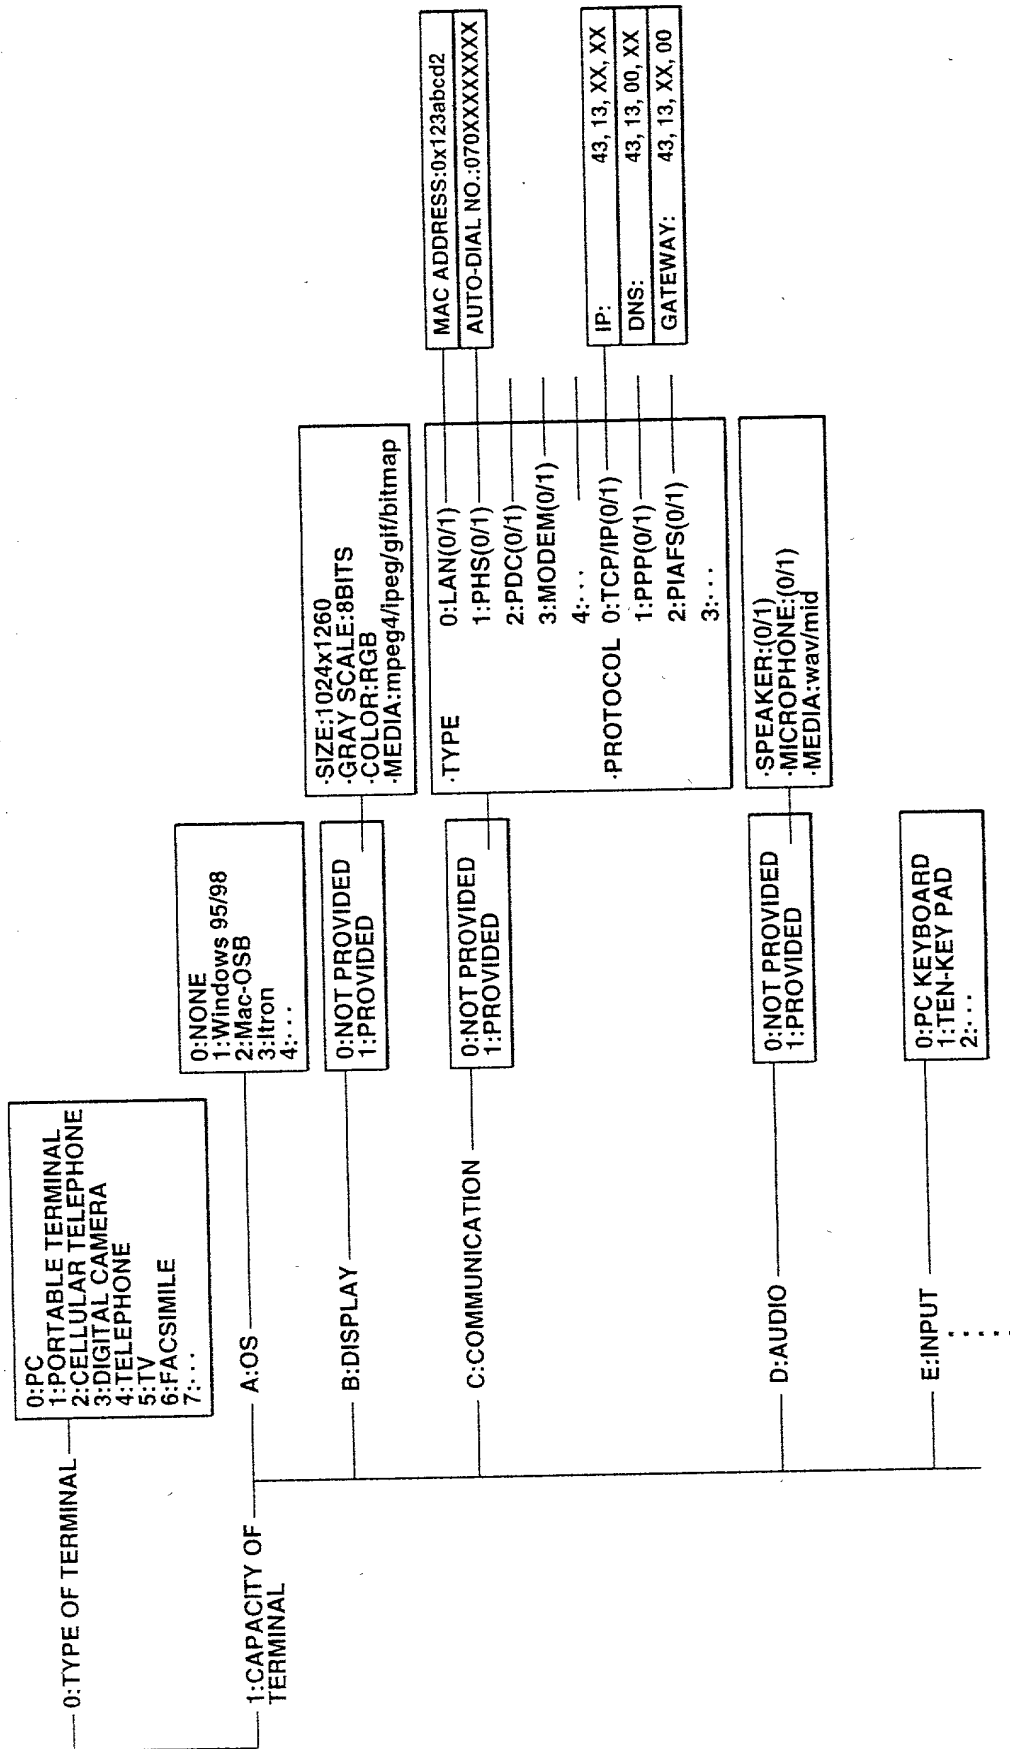 0:TYPE OF TERMINAL
0:PC
1:PORTABLE TERMINAL
2:CELLULAR TELEPHONE
3:DIGITAL CAMERA
4:TELEPHONE
5:TV
6:FACSIMILE
7:...
1:CAPACITY OF
TERMINAL
A:OS
0:NONE
1:Windows 95/98
2:Mac-OSB
3:Itron
4:...
B:DISPLAY
0:NOT PROVIDED
1:PROVIDED
·SIZE:1024x1260
·GRAY SCALE:8BITS
·COLOR:RGB
·MEDIA:mpeg4/ipeg/gif/bitmap
C:COMMUNICATION
0:NOT PROVIDED
1:PROVIDED
·TYPE 0:LAN(0/1)
1:PHS(0/1)
2:PDC(0/1)
3:MODEM(0/1)
4:...
·PROTOCOL 0:TCP/IP(0/1)
1:PPP(0/1)
2:PIAFS(0/1)
3:...
MAC ADDRESS:0x123abcd2
AUTO-DIAL NO.:070XXXXXXXX
IP: 43, 13, XX, XX
DNS: 43, 13, 00, XX
GATEWAY: 43, 13, XX, 00
D:AUDIO
0:NOT PROVIDED
1:PROVIDED
·SPEAKER:(0/1)
·MICROPHONE:(0/1)
·MEDIA:wav/mid
E:INPUT
0:PC KEYBOARD
1:TEN-KEY PAD
2:...